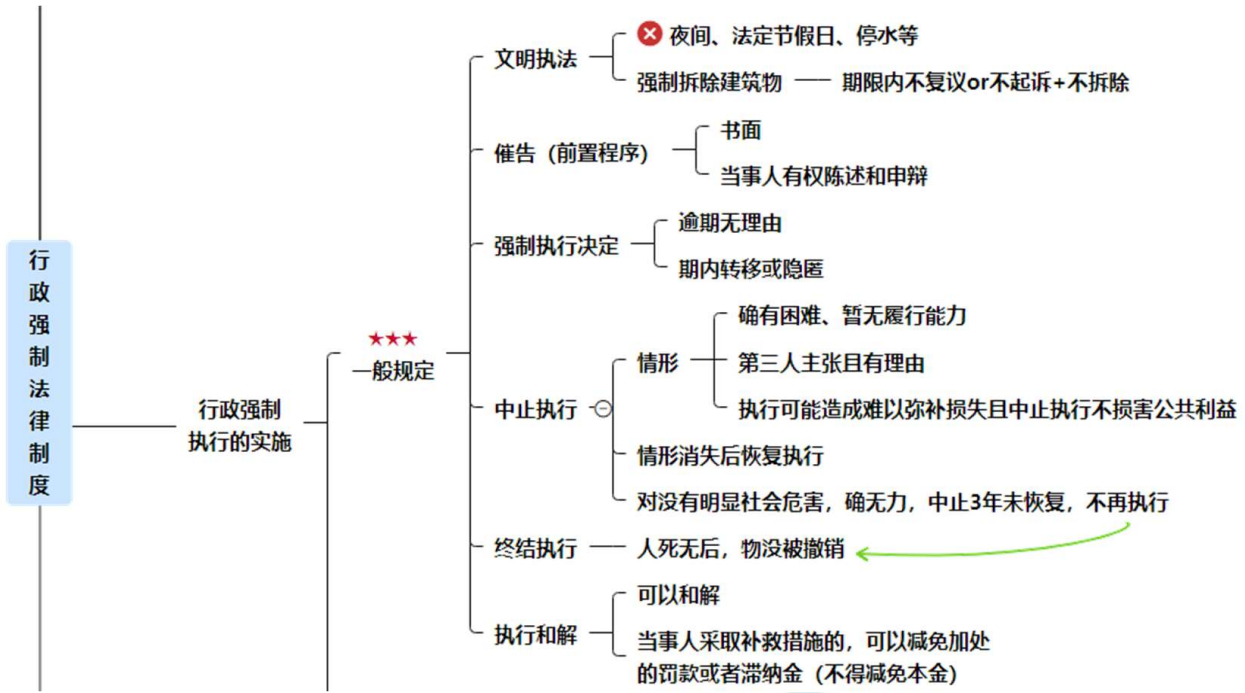 行政强制法律制度
行政强制
执行的实施
★★★
一般规定
文明执法
夜间、法定节假日、停水等
强制拆除建筑物
期限内不复议or不起诉+不拆除
催告（前置程序）
书面
当事人有权陈述和申辩
强制执行决定
逾期无理由
期内转移或隐匿
中止执行
情形
确有困难、暂无履行能力
第三人主张且有理由
执行可能造成难以弥补损失且中止执行不损害公共利益
情形消失后恢复执行
对没有明显社会危害，确无力，中止3年未恢复，不再执行
终结执行
人死无后，物没被撤销
执行和解
可以和解
当事人采取补救措施的，可以减免加处
的罚款或者滞纳金（不得减免本金）